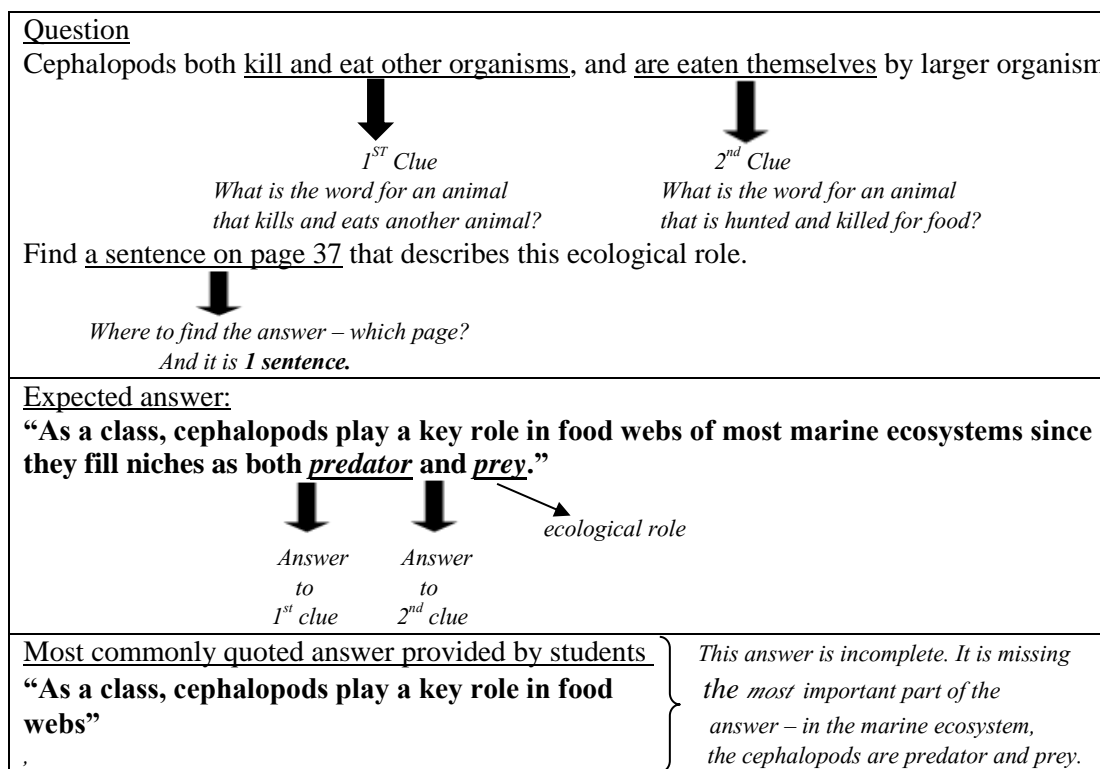 Question
Cephalopods both kill and eat other organisms, and are eaten themselves by larger organism
1ST Clue
What is the word for an animal
that kills and eats another animal?
2nd Clue
What is the word for an animal
that is hunted and killed for food?
Find a sentence on page 37 that describes this ecological role.
Where to find the answer – which page?
And it is 1 sentence.
Expected answer:
“As a class, cephalopods play a key role in food webs of most marine ecosystems since
they fill niches as both predator and prey.”
ecological role
Answer
to
1st clue
Answer
to
2nd clue
Most commonly quoted answer provided by students
“As a class, cephalopods play a key role in food
webs”
,
This answer is incomplete. It is missing
the most important part of the
answer – in the marine ecosystem,
the cephalopods are predator and prey.